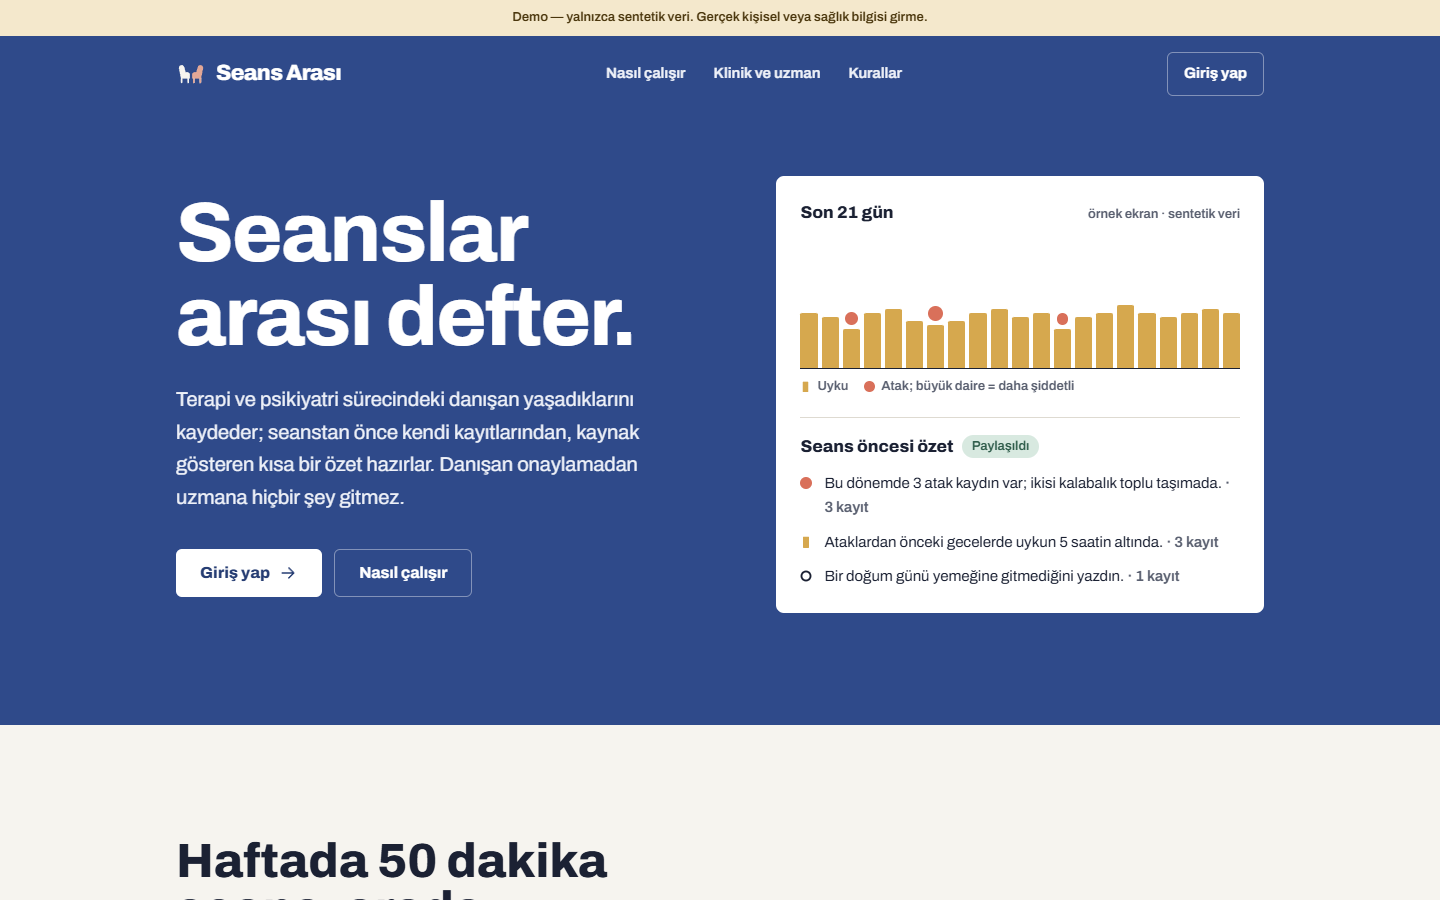 Demo — yalnızca sentetik veri. Gerçek kişisel veya sağlık bilgisi girme.
Seans Arası
Nasıl çalışır
Klinik ve uzman
Kurallar
Giriş yap
Seanslar
arası defter.
Terapi ve psikiyatri sürecindeki danışan yaşadıklarını
kaydeder; seanstan önce kendi kayıtlarından, kaynak
gösteren kısa bir özet hazırlar. Danışan onaylamadan
uzmana hiçbir şey gitmez.
Giriş yap
Nasıl çalışır
Son 21 gün
örnek ekran · sentetik veri
Uyku
Atak; büyük daire = daha şiddetli
Seans öncesi özet
Paylaşıldı
Bu dönemde 3 atak kaydın var; ikisi kalabalık toplu taşımada. ·
3 kayıt
Ataklardan önceki gecelerde uykun 5 saatin altında. · 3 kayıt
Bir doğum günü yemeğine gitmediğini yazdın. · 1 kayıt
Haftada 50 dakika